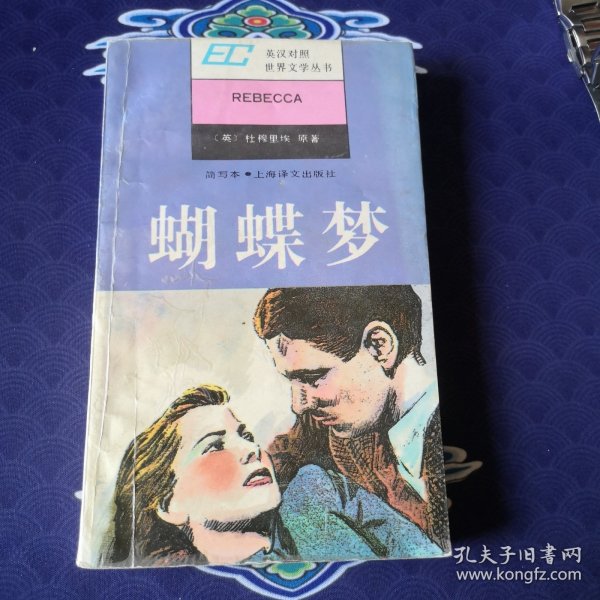 EC
英汉对照
世界文学丛书
REBECCA
〔英〕杜穆里埃 原著
简写本●上海译文出版社
蝴蝶梦
孔夫子旧书网
www.kongfz.com